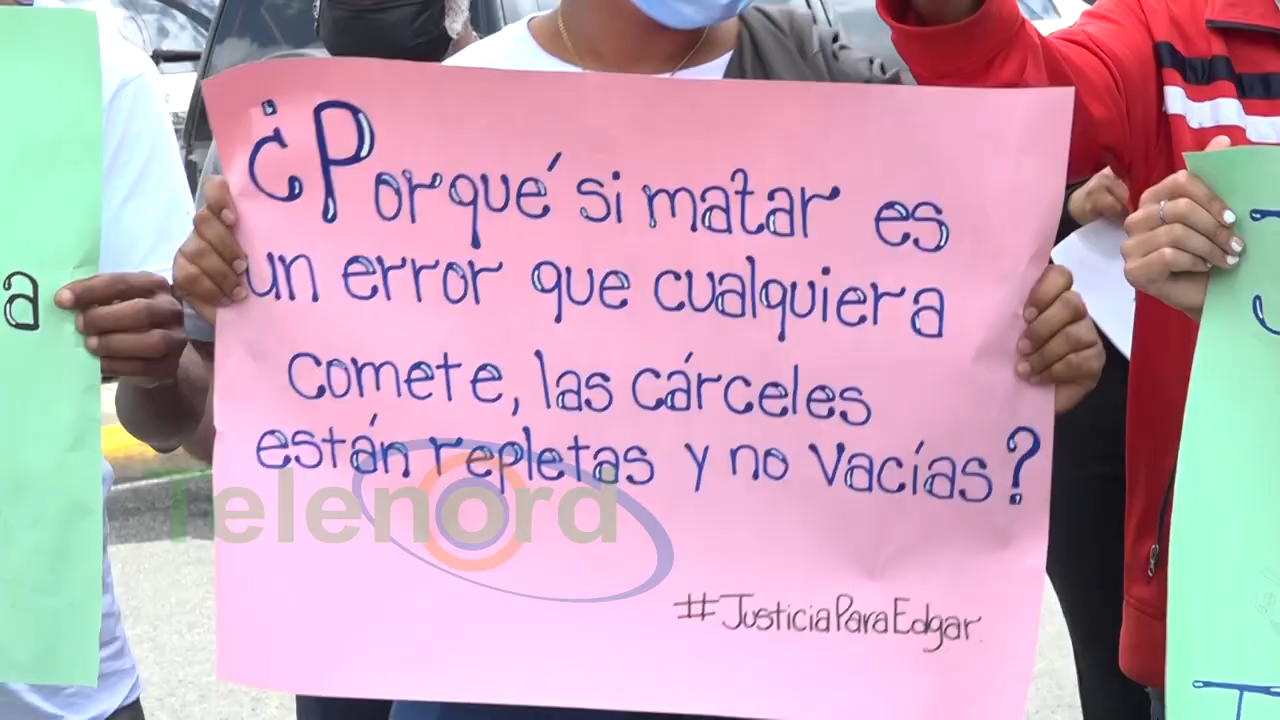 ¿Porqué si matar es
un error que cualquiera
comete, las cárceles
están repletas y no vacías?
Telenord
#JusticiaParaEdgar.
a